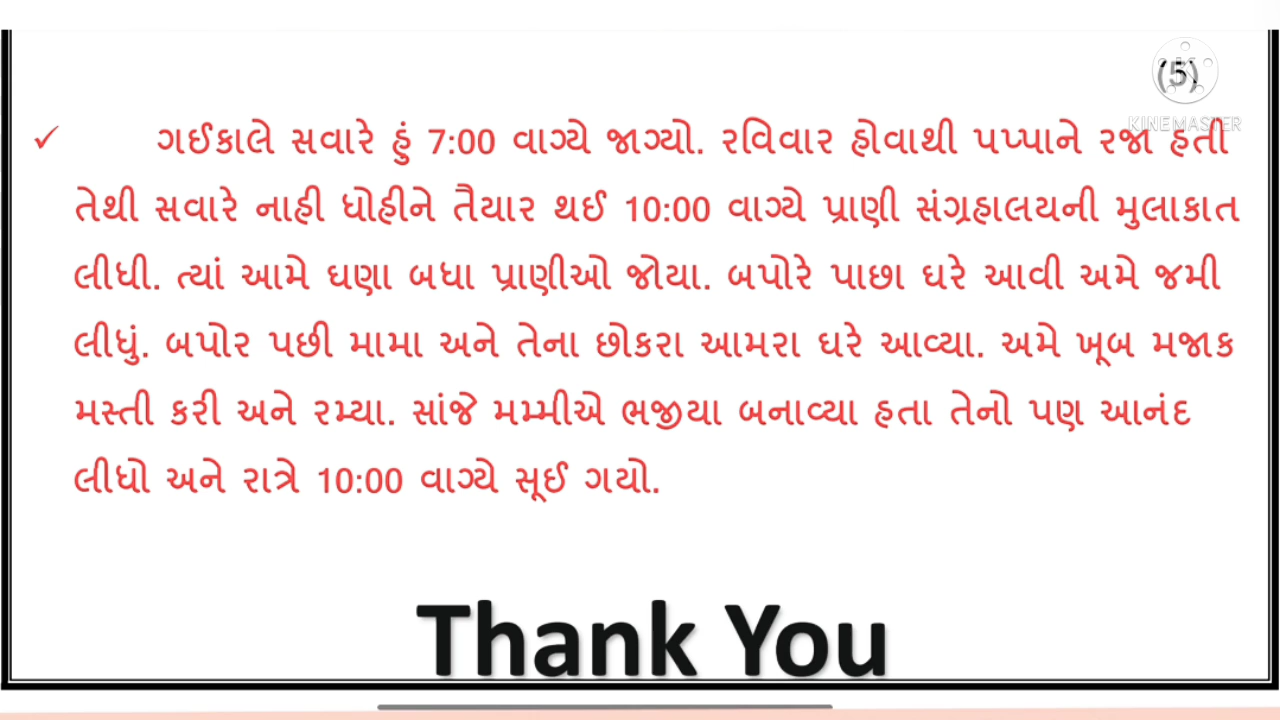 (5)
KINEMASTER
✓ ગઈકાલે સવારે હું 7:00 વાગ્યે જાગ્યો. રવિવાર હોવાથી પપ્પાને રજા હતી
તેથી સવારે નાહી ધોહીને તૈયાર થઈ 10:00 વાગ્યે પ્રાણી સંગ્રહાલયની મુલાકાત
લીધી. ત્યાં આમે ઘણા બધા પ્રાણીઓ જોયા. બપોરે પાછા ઘરે આવી અમે જમી
લીધું. બપોર પછી મામા અને તેના છોકરા આમરા ઘરે આવ્યા. અમે ખૂબ મજાક
મસ્તી કરી અને રમ્યા. સાંજે મમ્મીએ ભજીયા બનાવ્યા હતા તેનો પણ આનંદ
લીધો અને રાત્રે 10:00 વાગ્યે સૂઈ ગયો.
Thank You